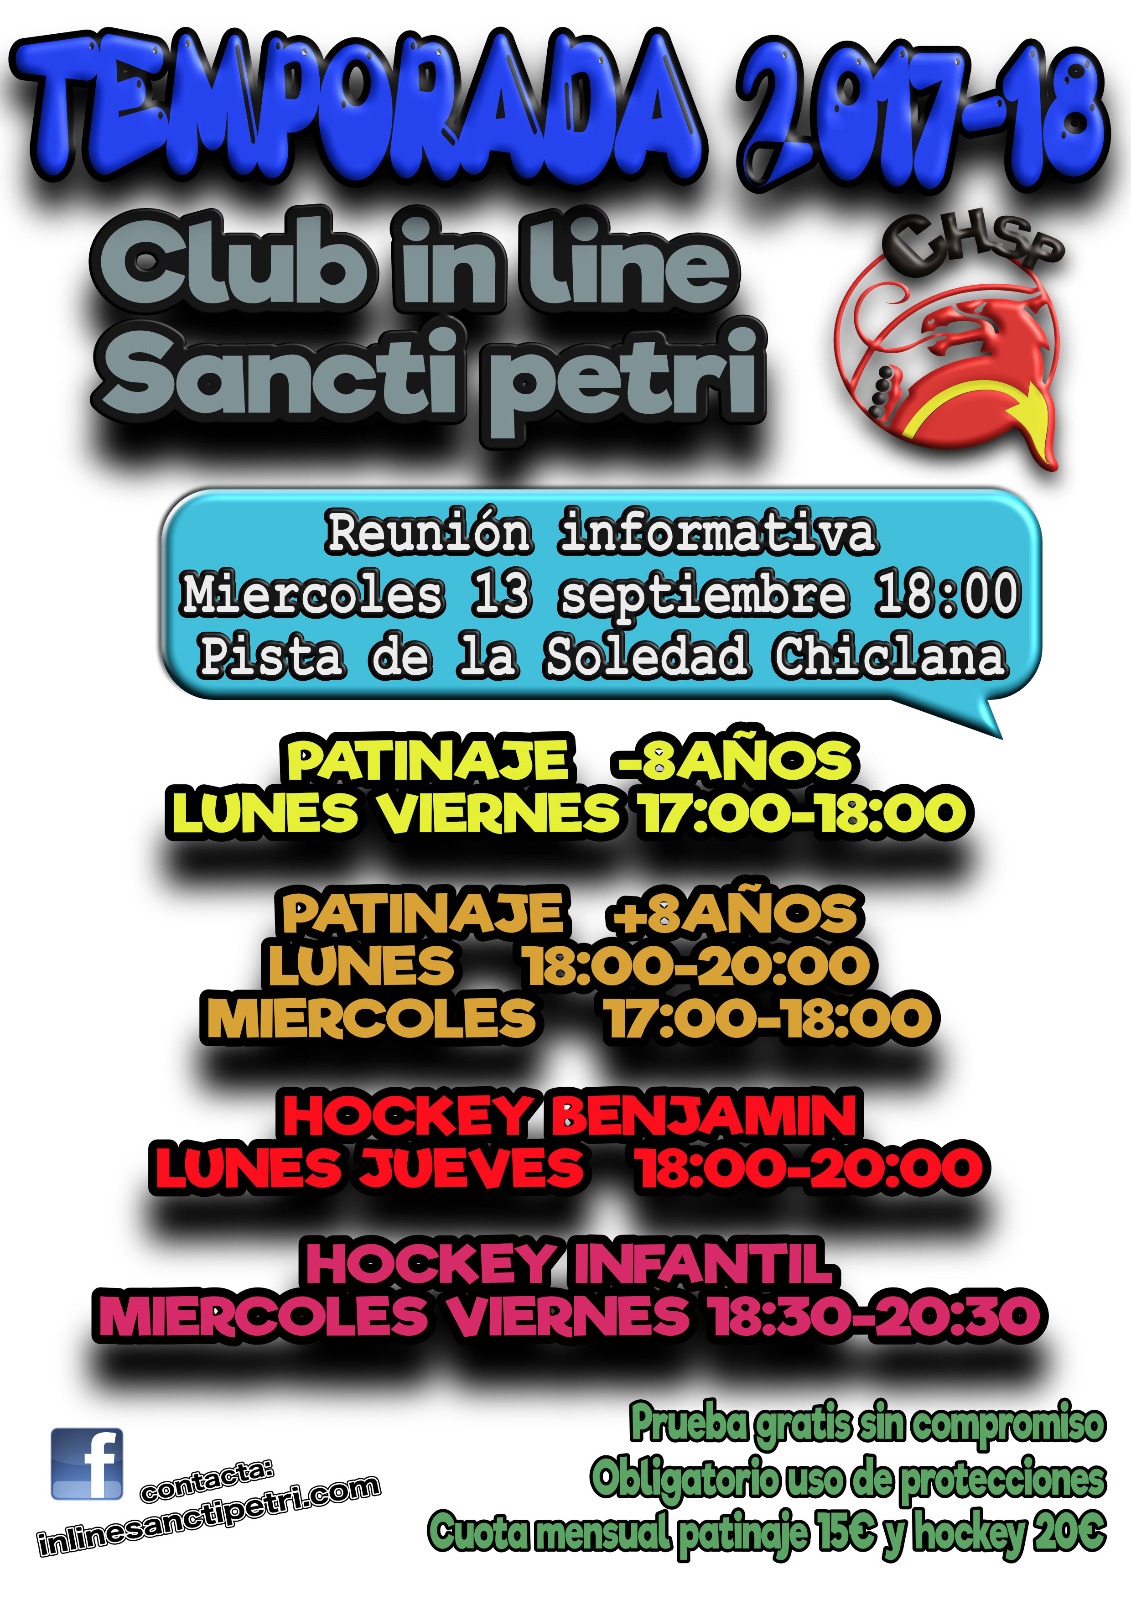 TEMPORADA 2017-18
Club in line
Sancti petri
CHSP
Reunión informativa
Miercoles 13 septiembre 18:00
Pista de la Soledad Chiclana
PATINAJE -8AÑOS
LUNES VIERNES 17:00-18:00
PATINAJE +8AÑOS
LUNES 18:00-20:00
MIERCOLES 17:00-18:00
HOCKEY BENJAMIN
LUNES JUEVES 18:00-20:00
HOCKEY INFANTIL
MIERCOLES VIERNES 18:30-20:30
f
contacta:
inlinesanctipetri.com
Prueba gratis sin compromiso
Obligatorio uso de protecciones
Cuota mensual patinaje 15€ y hockey 20€